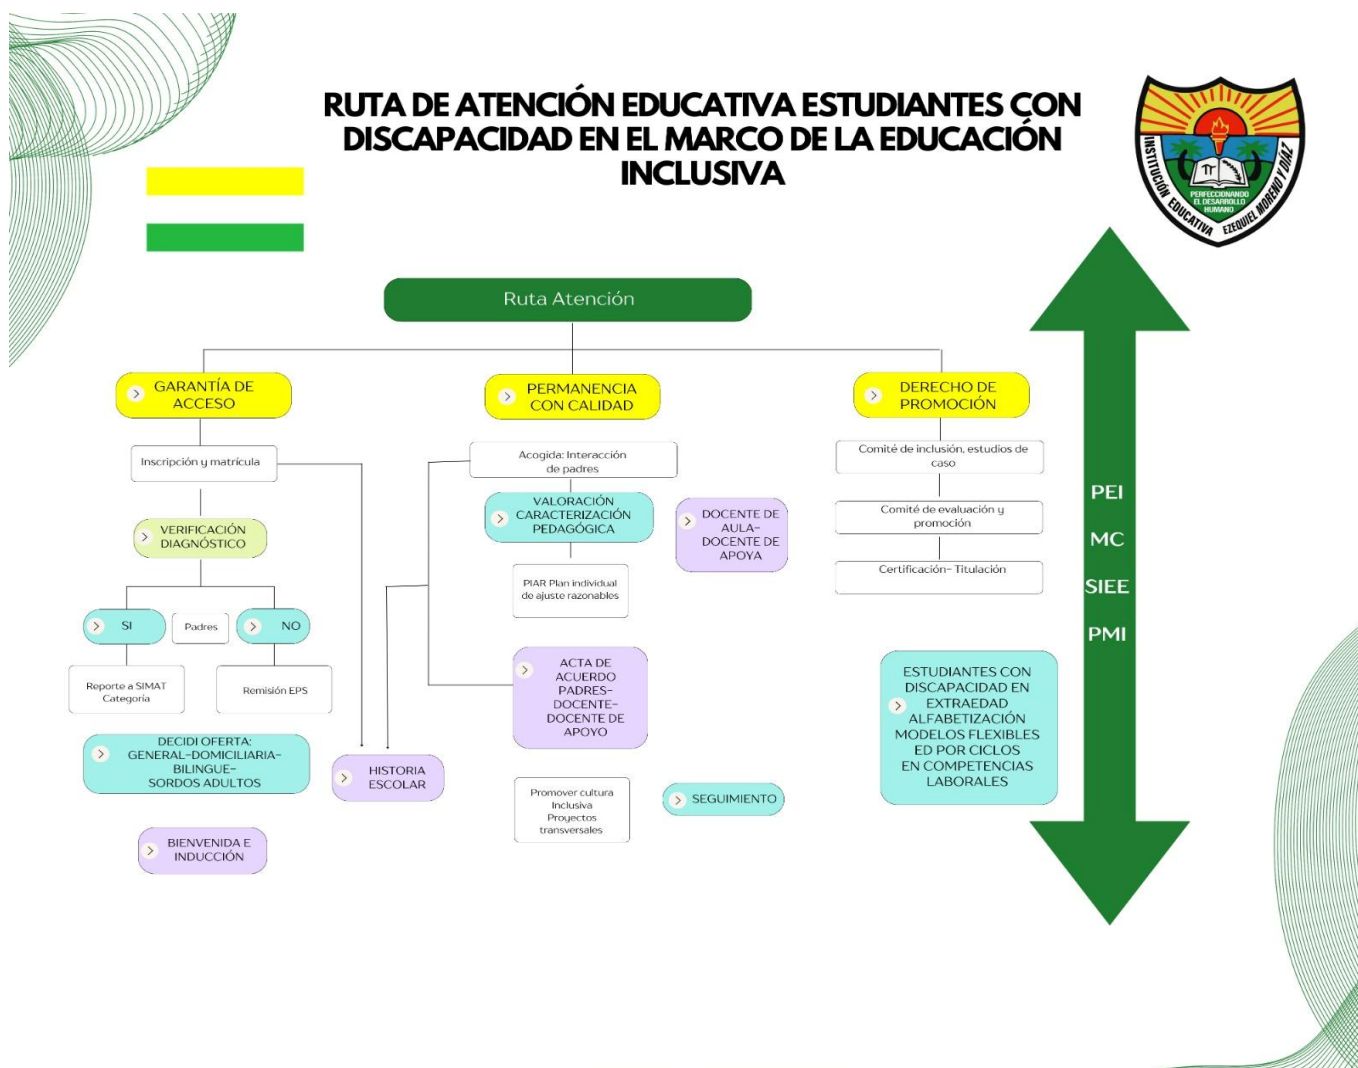 RUTA DE ATENCIÓN EDUCATIVA ESTUDIANTES CON
DISCAPACIDAD EN EL MARCO DE LA EDUCACIÓN
INCLUSIVA
INSTITUCIÓN EDUCATIVA EZEQUIEL MORENO Y DÍAZ
PERFECCIONANDO
EL DESARROLLO
HUMANO
Ruta Atención
GARANTÍA DE
ACCESO
Inscripción y matrícula
VERIFICACIÓN
DIAGNÓSTICO
SI
Padres
NO
Reporte a SIMAT
Categoría
Remisión EPS
DECIDI OFERTA:
GENERAL-DOMICILIARIA-
BILINGUE-
SORDOS ADULTOS
BIENVENIDA E
INDUCCIÓN
HISTORIA
ESCOLAR
PERMANENCIA
CON CALIDAD
Acogida: Interacción
de padres
VALORACIÓN
CARACTERIZACIÓN
PEDAGÓGICA
DOCENTE DE
AULA-
DOCENTE DE
APOYA
PIAR Plan individual
de ajuste razonables
ACTA DE
ACUERDO
PADRES-
DOCENTE-
DOCENTE DE
APOYO
Promover cultura
Inclusiva
Proyectos
transversales
SEGUIMIENTO
DERECHO DE
PROMOCIÓN
Comité de inclusión, estudios de
caso
Comité de evaluación y
promoción
Certificación- Titulación
ESTUDIANTES CON
DISCAPACIDAD EN
EXTRAEDAD
ALFABETIZACIÓN
MODELOS FLEXIBLES
ED POR CICLOS
EN COMPETENCIAS
LABORALES
PEI
MC
SIEE
PMI